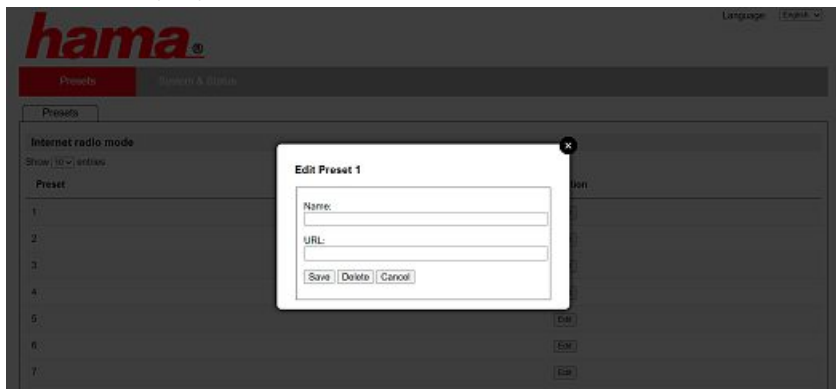 Language: English
hama®
Presets System & Status
Presets
Internet radio mode
Show 10 entries
Preset
1
2
3
4
5 Edit
6 Edit
7 Edit
Edit Preset 1
Name:
URL:
Save Delete Cancel